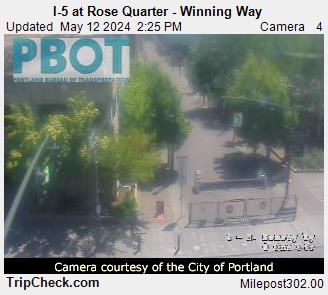 I-5 at Rose Quarter - Winning Way
Updated May 12 2024 2:25 PM Camera 4
PBOT
PORTLAND BUREAU OF TRANSPORTATION
Camera courtesy of the City of Portland
TripCheck.com Milepost302.00